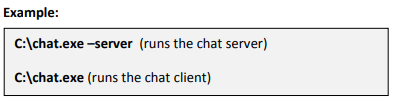 Example:
C:\chat.exe –server (runs the chat server)
C:\chat.exe (runs the chat client)